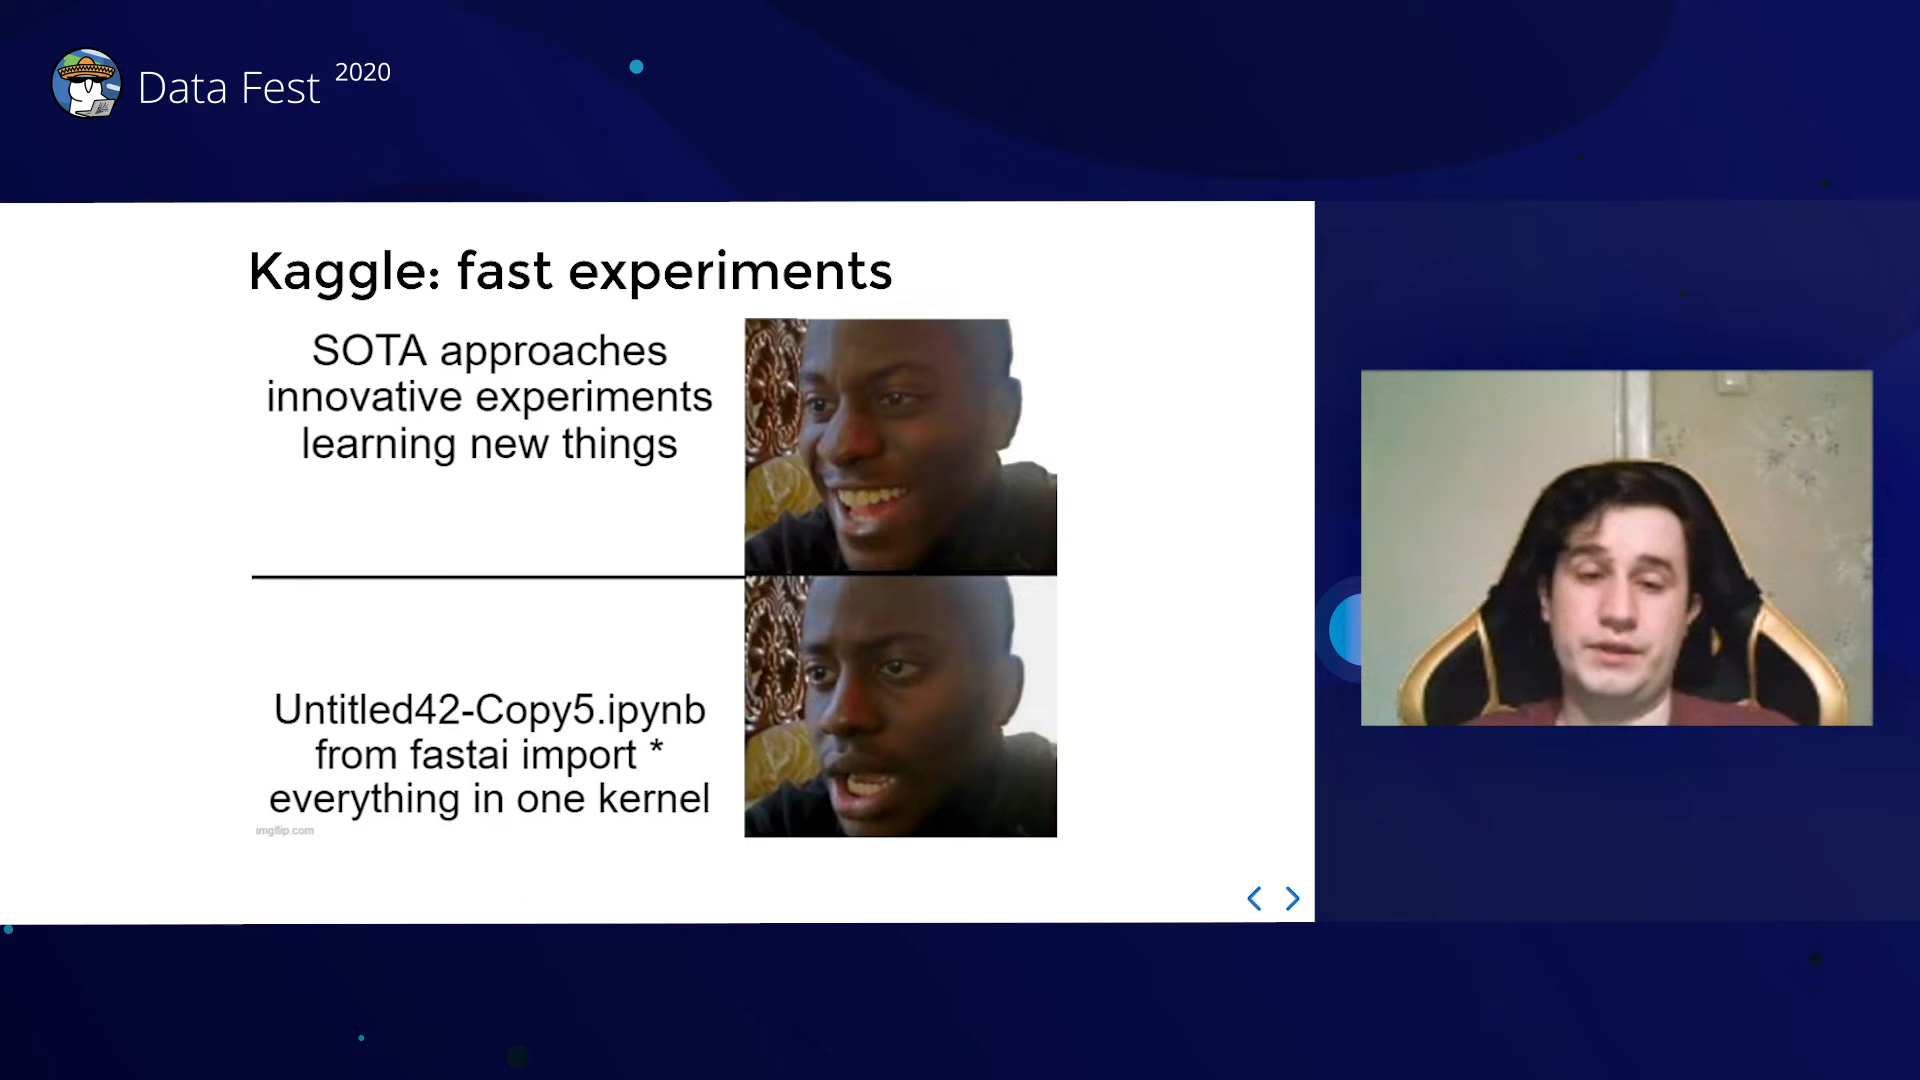 Data Fest 2020
Kaggle: fast experiments
SOTA approaches
innovative experiments
learning new things
Untitled42-Copy5.ipynb
from fastai import *
everything in one kernel
imgflip.com